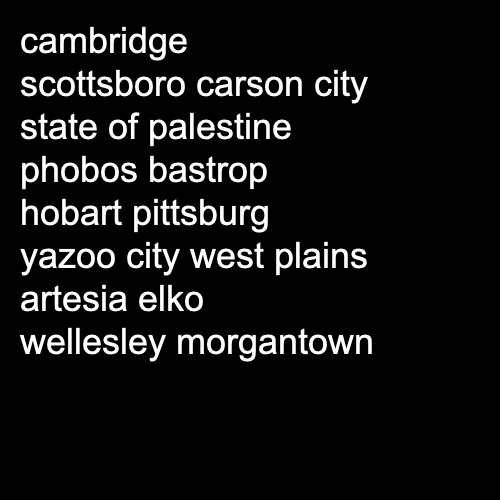 cambridge
scottsboro carson city
state of palestine
phobos bastrop
hobart pittsburg
yazoo city west plains
artesia elko
wellesley morgantown